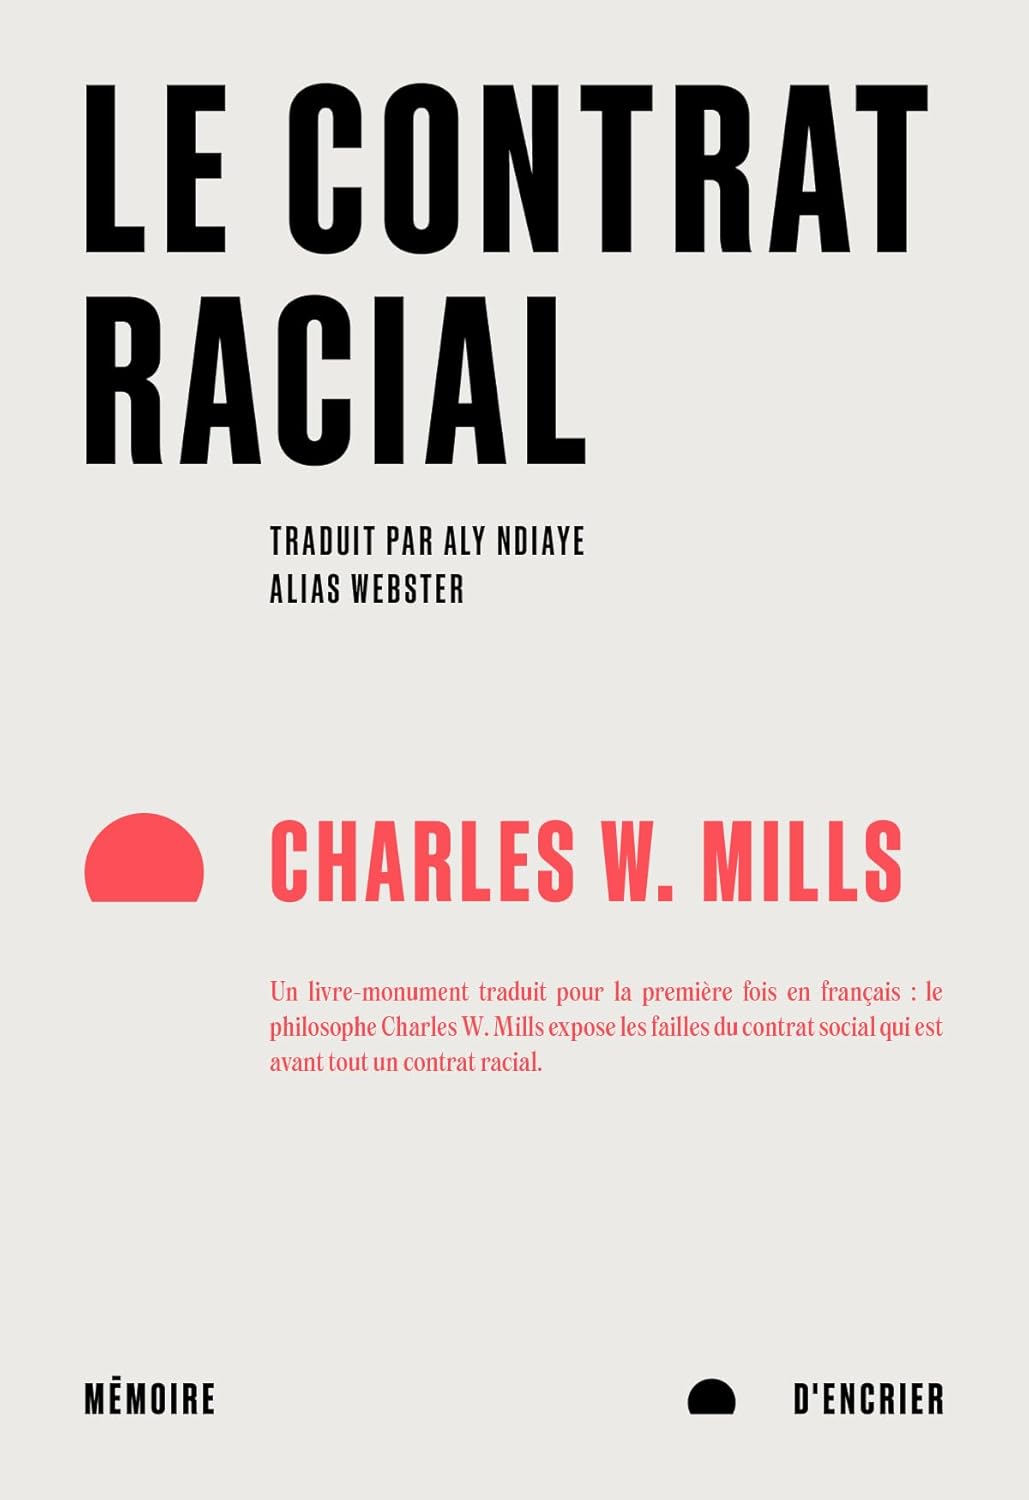 LE CONTRAT
RACIAL
TRADUIT PAR ALY NDIAYE
ALIAS WEBSTER
CHARLES W. MILLS
Un livre-monument traduit pour la première fois en français : le
philosophe Charles W. Mills expose les failles du contrat social qui est
avant tout un contrat racial.
MÉMOIRE D'ENCRIER